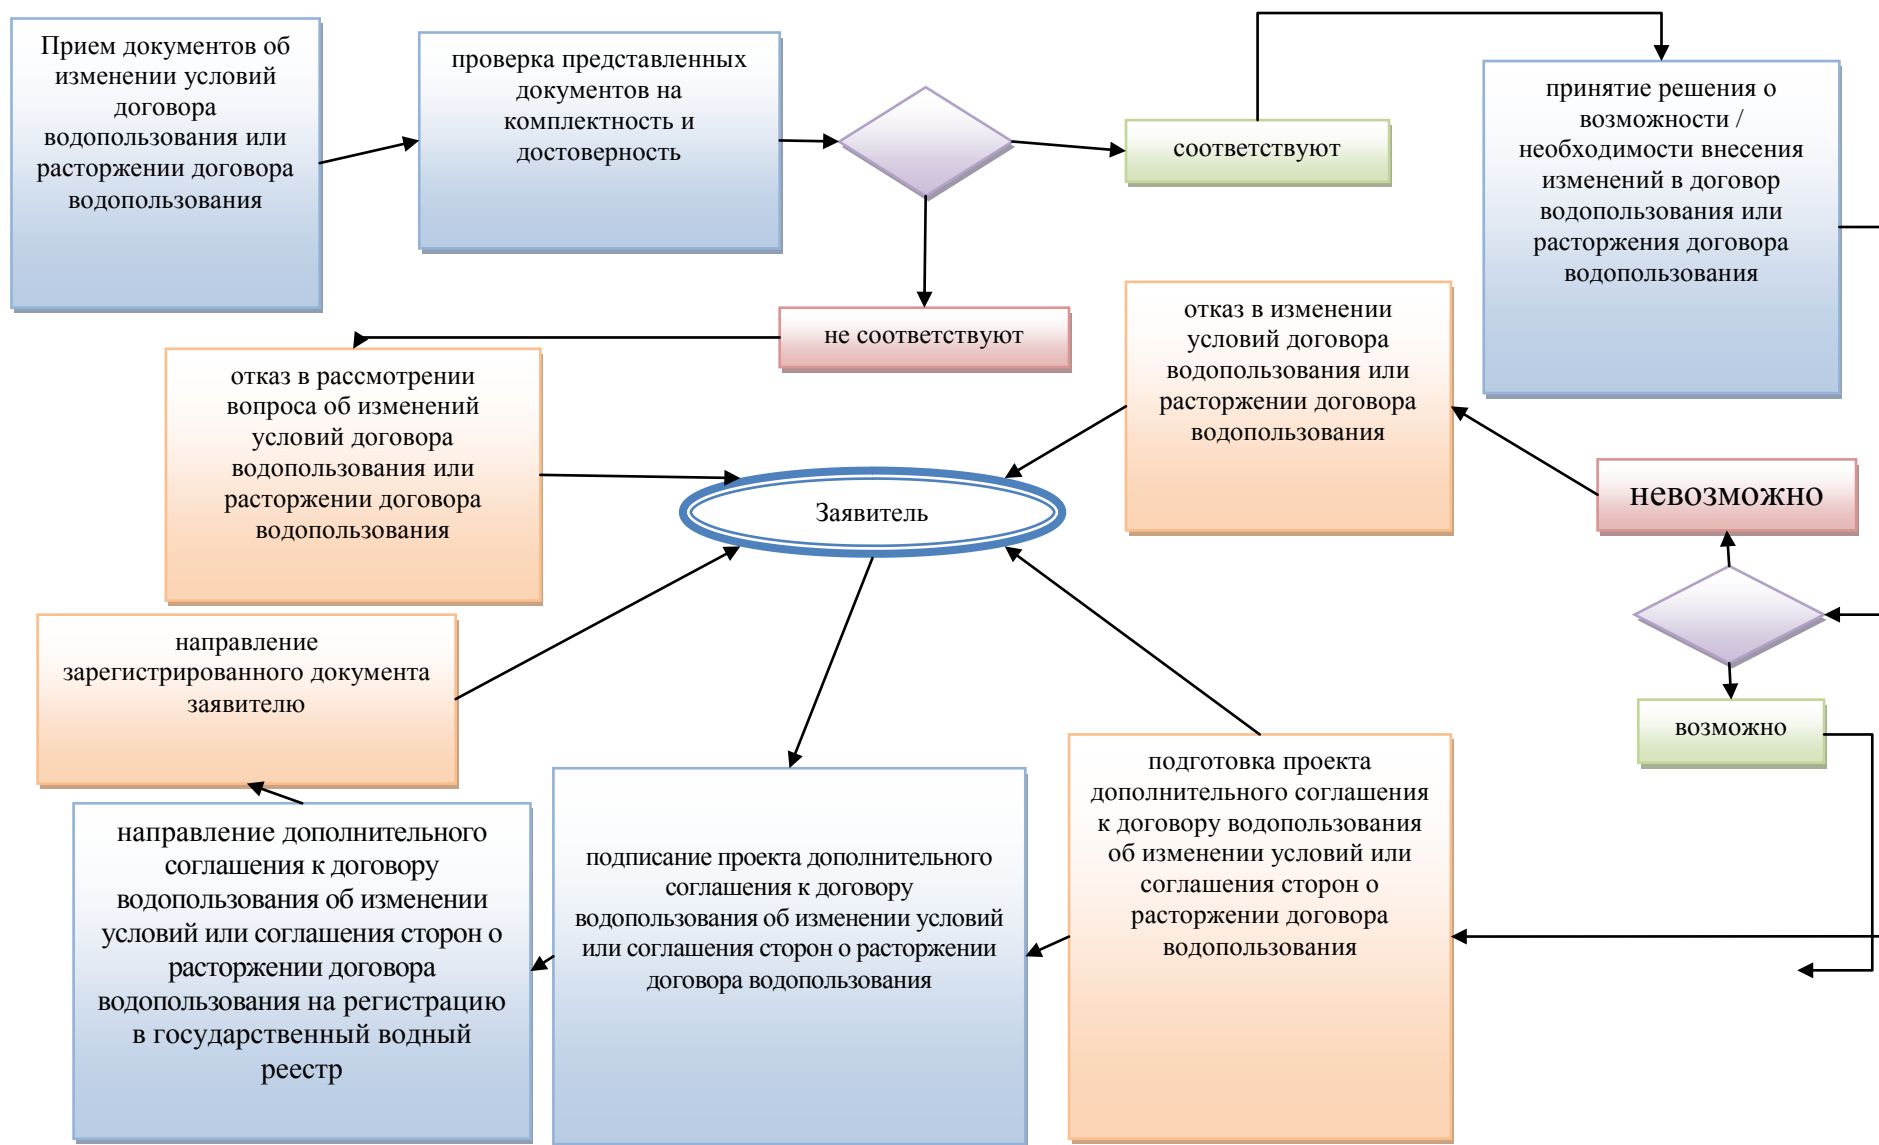 Прием документов об
изменении условий
договора
водопользования или
расторжении договора
водопользования
проверка представленных
документов на
комплектность и
достоверность
соответствуют
принятие решения о
возможности /
необходимости внесения
изменений в договор
водопользования или
расторжения договора
водопользования
не соответствуют
отказ в изменении
условий договора
водопользования или
расторжении договора
водопользования
отказ в рассмотрении
вопроса об изменений
условий договора
водопользования или
расторжении договора
водопользования
Заявитель
невозможно
направление
зарегистрированного документа
заявителю
возможно
подготовка проекта
дополнительного соглашения
к договору водопользования
об изменении условий или
соглашения сторон о
расторжении договора
водопользования
подписание проекта дополнительного
соглашения к договору
водопользования об изменении условий
или соглашения сторон о расторжении
договора водопользования
направление дополнительного
соглашения к договору
водопользования об изменении
условий или соглашения сторон о
расторжении договора
водопользования на регистрацию
в государственный водный
реестр